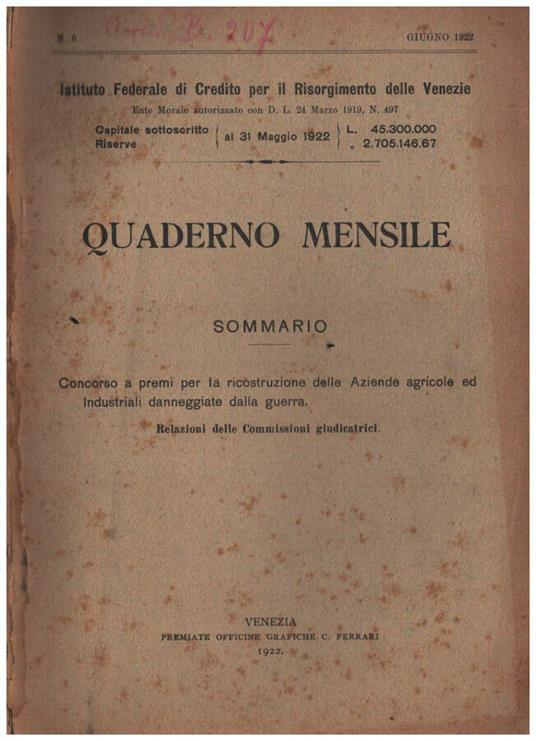 N. 6
B. 207
GIUGNO 1922
Istituto Federale di Credito per il Risorgimento delle Venezie
Ente Morale autorizzato con D. L. 24 Marzo 1919, N. 497
Capitale sottoscritto
Riserve
al 31 Maggio 1922
L. 45.300.000
„ 2.705.146.67
QUADERNO MENSILE
SOMMARIO
Concorso a premi per la ricostruzione delle Aziende agricole ed
Industriali danneggiate dalla guerra.
Relazioni delle Commissioni giudicatrici.
VENEZIA
PREMIATE OFFICINE GRAFICHE C. FERRARI
1922.